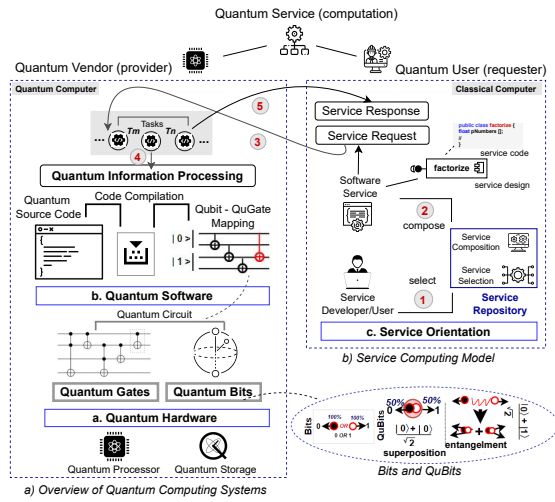 Quantum Service (computation)
Quantum Vendor (provider)
Quantum User (requester)
Quantum Computer
Classical Computer
Tasks
... Tm Tn ...
5
3
4
Service Response
Service Request
public class factorize {
float pNumbers [];
//
}
service code
factorize
service design
Software
Service
Quantum Information Processing
Code Compilation
Quantum
Source Code
Qubit - QuGate
Mapping
{
}
| 0 >
| 1 >
2
compose
Service
Composition
Service
Selection
select
1
Service
Developer/User
Service
Repository
b. Quantum Software
c. Service Orientation
b) Service Computing Model
Quantum Circuit
Quantum Gates
Quantum Bits
a. Quantum Hardware
Quantum Processor
Quantum Storage
a) Overview of Quantum Computing Systems
Bits
100% 100%
0 OR 1
0 OR 1
QuBits
50% 50%
0 1
| 0⟩ + | 0⟩
√2
superposition
| 0⟩ + | 1⟩
√2
+
entangelment
Bits and QuBits